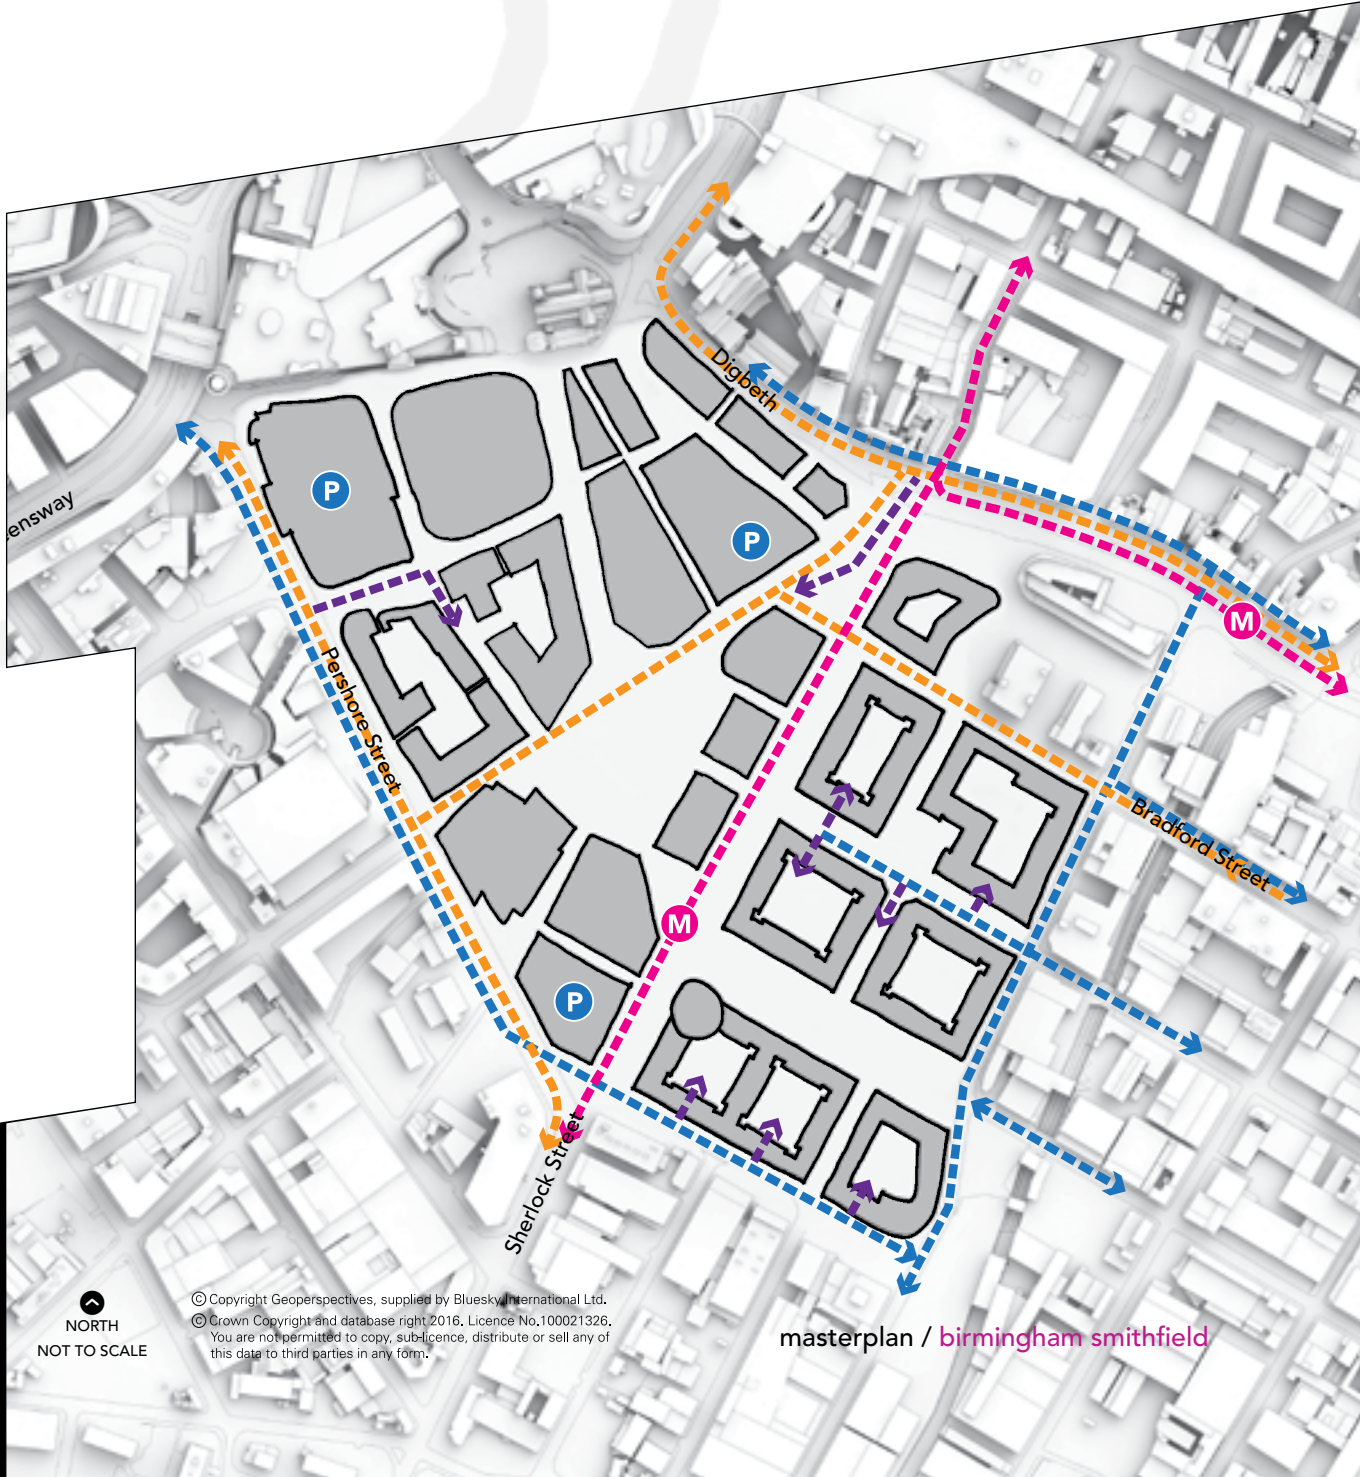 Digbeth
P
ensway
P
M
Pershore Street
Bradford Street
M
P
Sherlock Street
NORTH
NOT TO SCALE
© Copyright Geoperspectives, supplied by Bluesky International Ltd.
© Crown Copyright and database right 2016. Licence No.100021326.
You are not permitted to copy, sub-licence, distribute or sell any of
this data to third parties in any form.
masterplan / birmingham smithfield